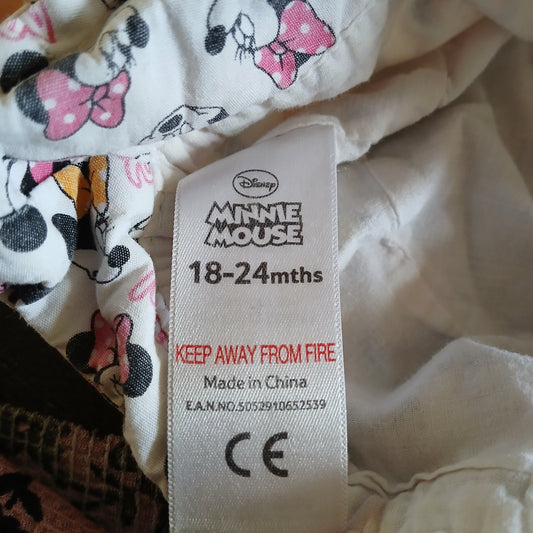 Disney
MINNIE
MOUSE
18-24mths
KEEP AWAY FROM FIRE
Made in China
E.A.N.NO.5052910652539
CE